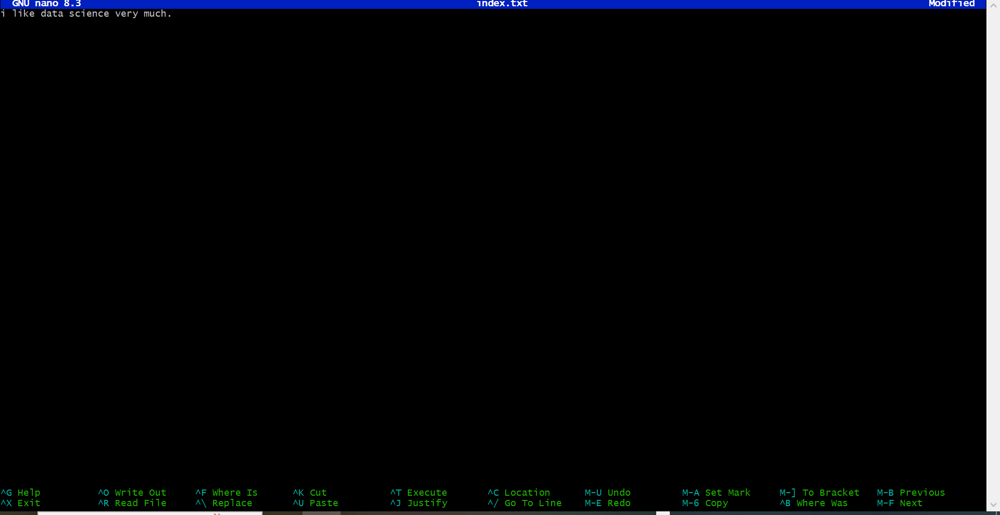 GNU nano 8.3 index.txt Modified
i like data science very much.
^G Help ^O Write Out ^F Where Is ^K Cut ^T Execute ^C Location M-U Undo M-A Set Mark M-] To Bracket M-B Previous
^X Exit ^R Read File ^\ Replace ^U Paste ^J Justify ^/ Go To Line M-E Redo M-6 Copy ^B Where Was M-F Next